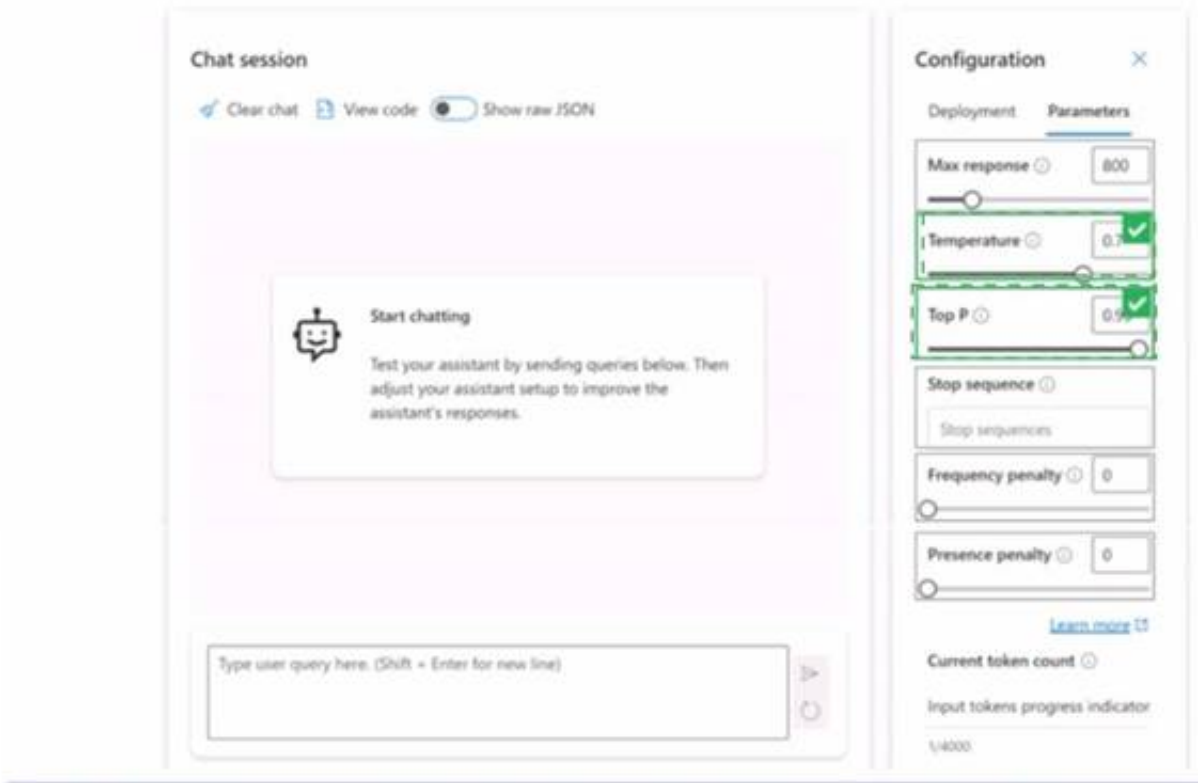 Chat session
Clear chat View code Show raw JSON
Start chatting
Test your assistant by sending queries below. Then
adjust your assistant setup to improve the
assistant's responses.
Type user query here. (Shift + Enter for new line)
Configuration
Deployment Parameters
Max response 800
Temperature 0.7
Top P
Stop sequence
Stop sequences
Frequency penalty 0
Presence penalty 0
Learn more
Current token count
Input tokens progress indicator
1/4000